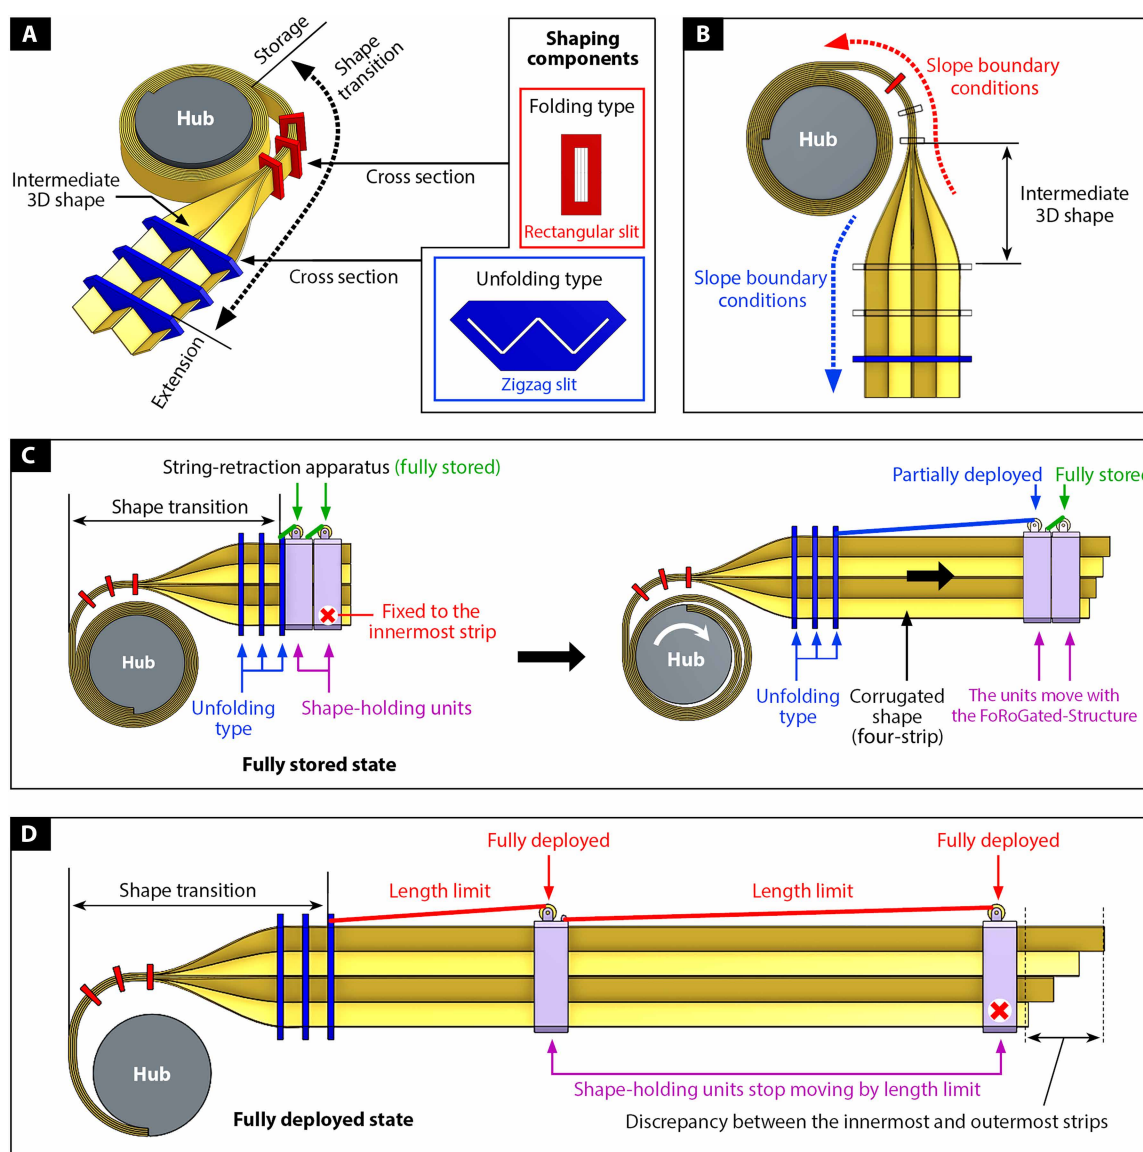 A
Storage
Shape
transition
Hub
Intermediate
3D shape
Cross section
Cross section
Extension
Shaping
components
Folding type
Rectangular slit
Unfolding type
Zigzag slit
B
Slope boundary
conditions
Hub
Intermediate
3D shape
Slope boundary
conditions
C
String-retraction apparatus (fully stored)
Shape transition
Fixed to the
innermost strip
Hub
Unfolding
type
Shape-holding units
Fully stored state
Partially deployed
Fully stored
Hub
Unfolding
type
Corrugated
shape
(four-strip)
The units move with
the FoRoGated-Structure
D
Fully deployed
Fully deployed
Shape transition
Length limit
Length limit
Hub
Shape-holding units stop moving by length limit
Fully deployed state
Discrepancy between the innermost and outermost strips